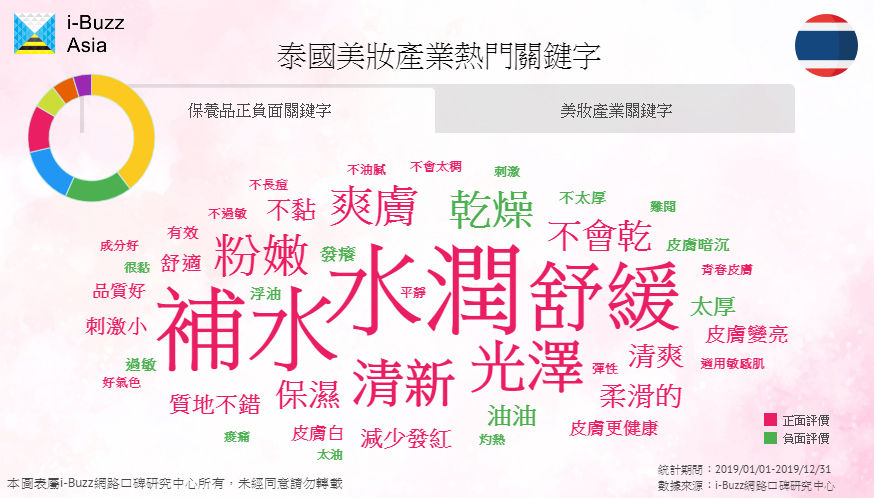 i-Buzz
Asia
泰國美妝產業熱門關鍵字
保養品正負面關鍵字
美妝產業關鍵字
不油膩
不會太稠
刺激
不長痘
不太厚
不過敏
不黏
爽膚
乾燥
難聞
有效
不會乾
成分好
粉嫩
發癢
皮膚暗沉
很黏
舒適
青春皮膚
品質好
浮油
水潤
平靜
舒緩
太厚
補水
刺激小
皮膚變亮
過敏
清新
光澤
彈性
清爽
適用敏感肌
好氣色
質地不錯
保濕
柔滑的
油油
皮膚更健康
痠痛
皮膚白
減少發紅
灼熱
太油
正面評價
負面評價
統計期間：2019/01/01-2019/12/31
本圖表屬i-Buzz網路口碑研究中心所有，未經同意請勿轉載
數據來源：i-Buzz網路口碑研究中心